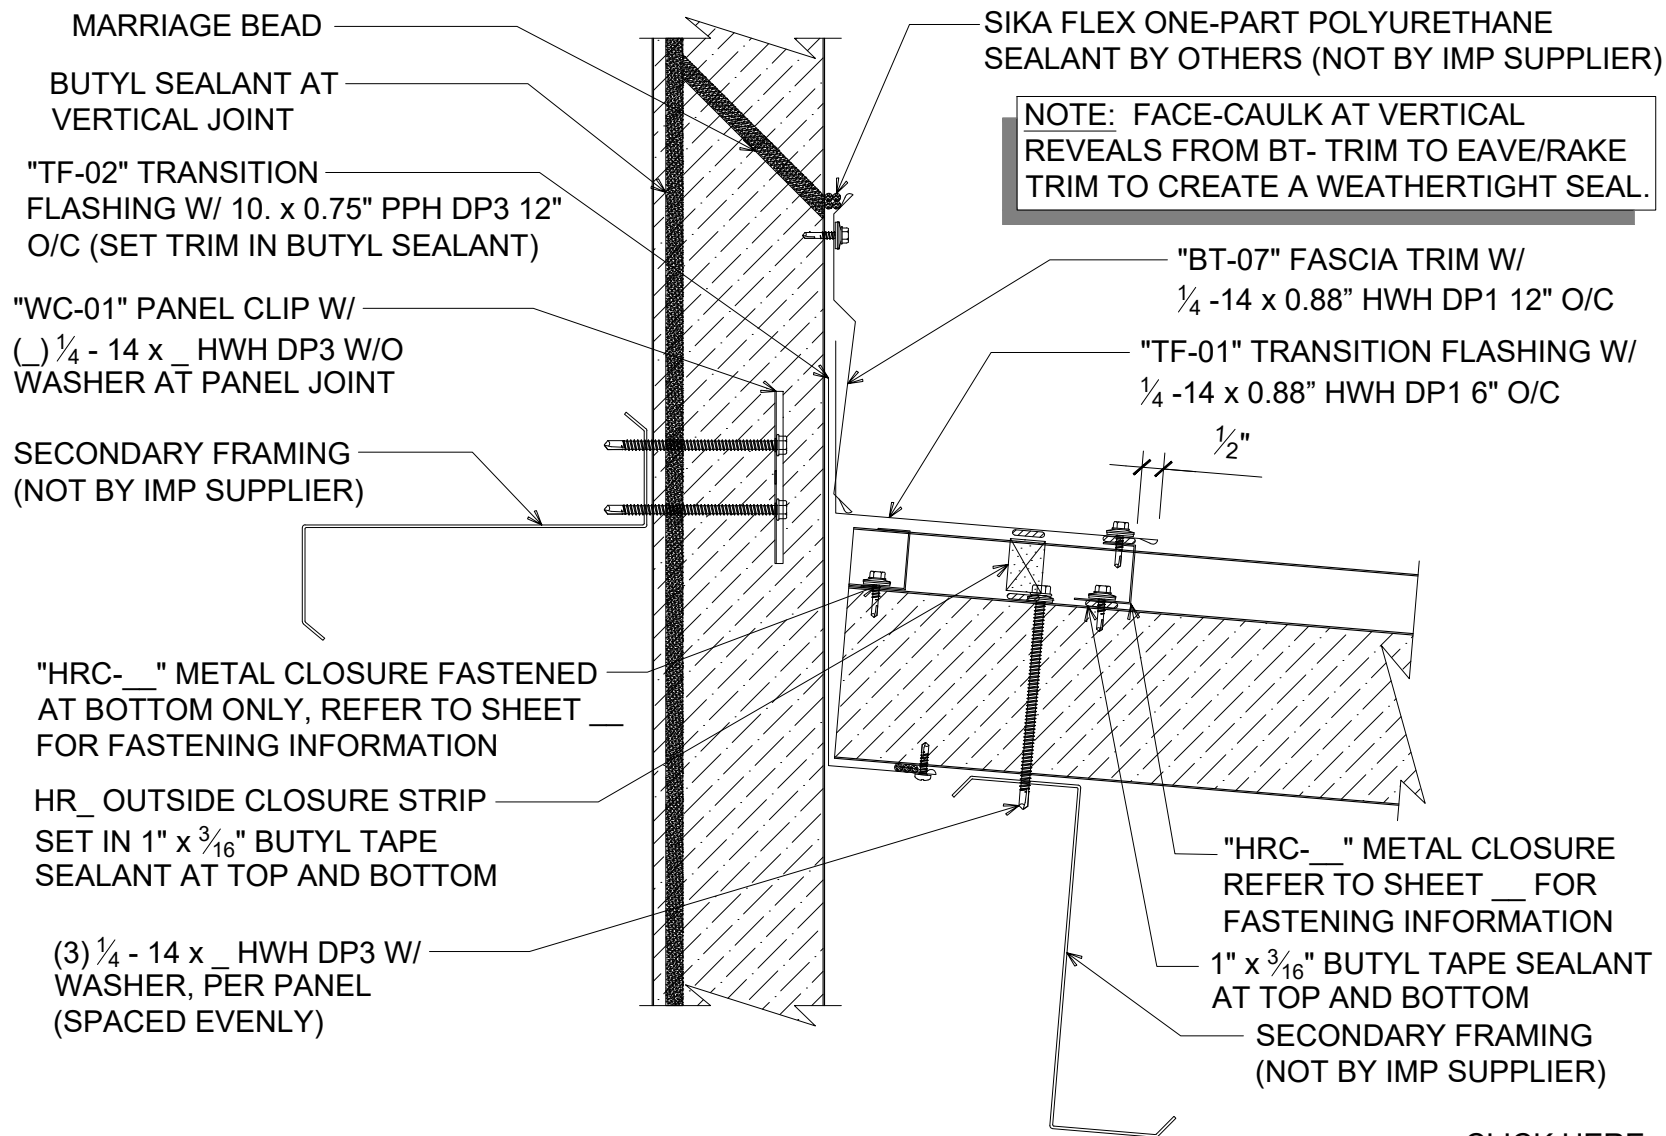 MARRIAGE BEAD
BUTYL SEALANT AT
VERTICAL JOINT
"TF-02" TRANSITION
FLASHING W/ 10. x 0.75" PPH DP3 12"
O/C (SET TRIM IN BUTYL SEALANT)
"WC-01" PANEL CLIP W/
(_) 1⁄4 - 14 x _ HWH DP3 W/O
WASHER AT PANEL JOINT
SECONDARY FRAMING
(NOT BY IMP SUPPLIER)
"HRC-__" METAL CLOSURE FASTENED
AT BOTTOM ONLY, REFER TO SHEET __
FOR FASTENING INFORMATION
HR_ OUTSIDE CLOSURE STRIP
SET IN 1" x 3⁄16" BUTYL TAPE
SEALANT AT TOP AND BOTTOM
(3) 1⁄4 - 14 x _ HWH DP3 W/
WASHER, PER PANEL
(SPACED EVENLY)
SIKA FLEX ONE-PART POLYURETHANE
SEALANT BY OTHERS (NOT BY IMP SUPPLIER)
NOTE: FACE-CAULK AT VERTICAL
REVEALS FROM BT- TRIM TO EAVE/RAKE
TRIM TO CREATE A WEATHERTIGHT SEAL.
"BT-07" FASCIA TRIM W/
1⁄4 -14 x 0.88” HWH DP1 12" O/C
"TF-01" TRANSITION FLASHING W/
1⁄4 -14 x 0.88” HWH DP1 6" O/C
1⁄2"
"HRC-__" METAL CLOSURE
REFER TO SHEET __ FOR
FASTENING INFORMATION
1" x 3⁄16" BUTYL TAPE SEALANT
AT TOP AND BOTTOM
SECONDARY FRAMING
(NOT BY IMP SUPPLIER)
CLICK HERE